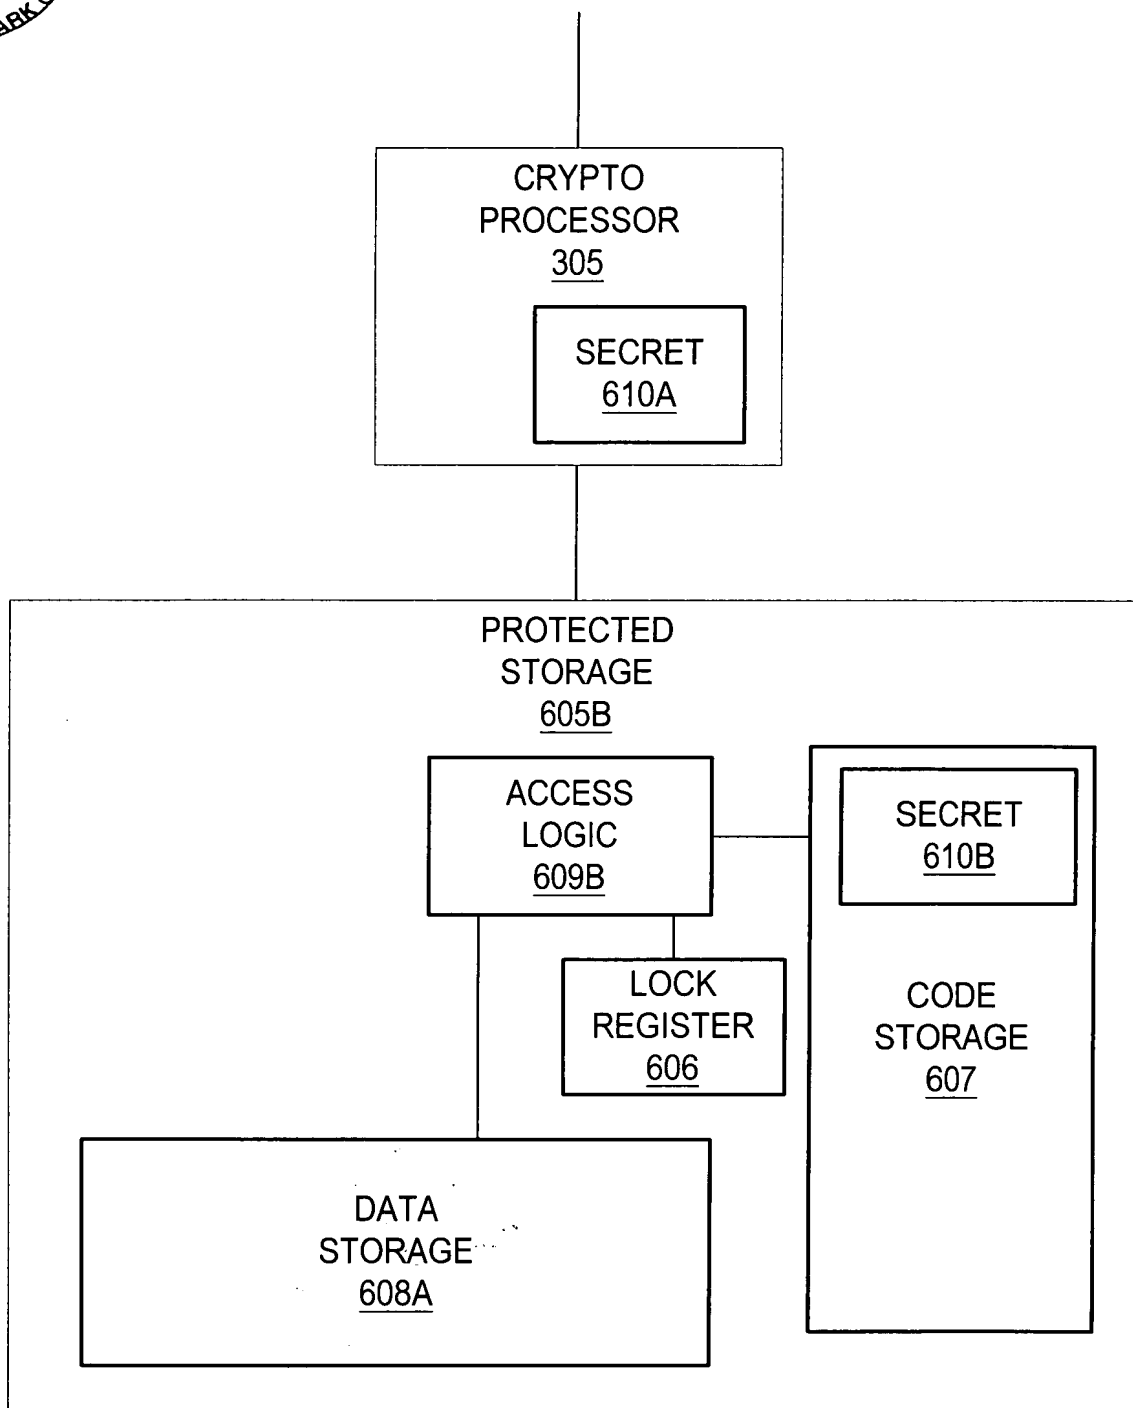 ARK
CRYPTO
PROCESSOR
305
SECRET
610A
PROTECTED
STORAGE
605B
ACCESS
LOGIC
609B
SECRET
610B
LOCK
REGISTER
606
CODE
STORAGE
607
DATA
STORAGE
608A